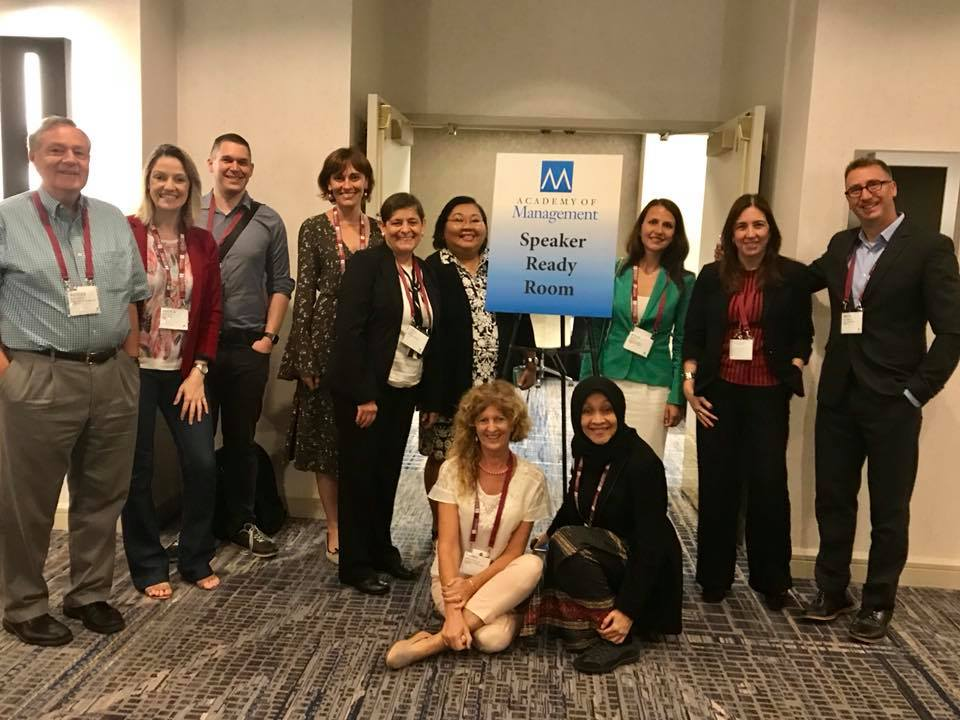 ACADEMY OF
Management
Speaker
Ready
Room